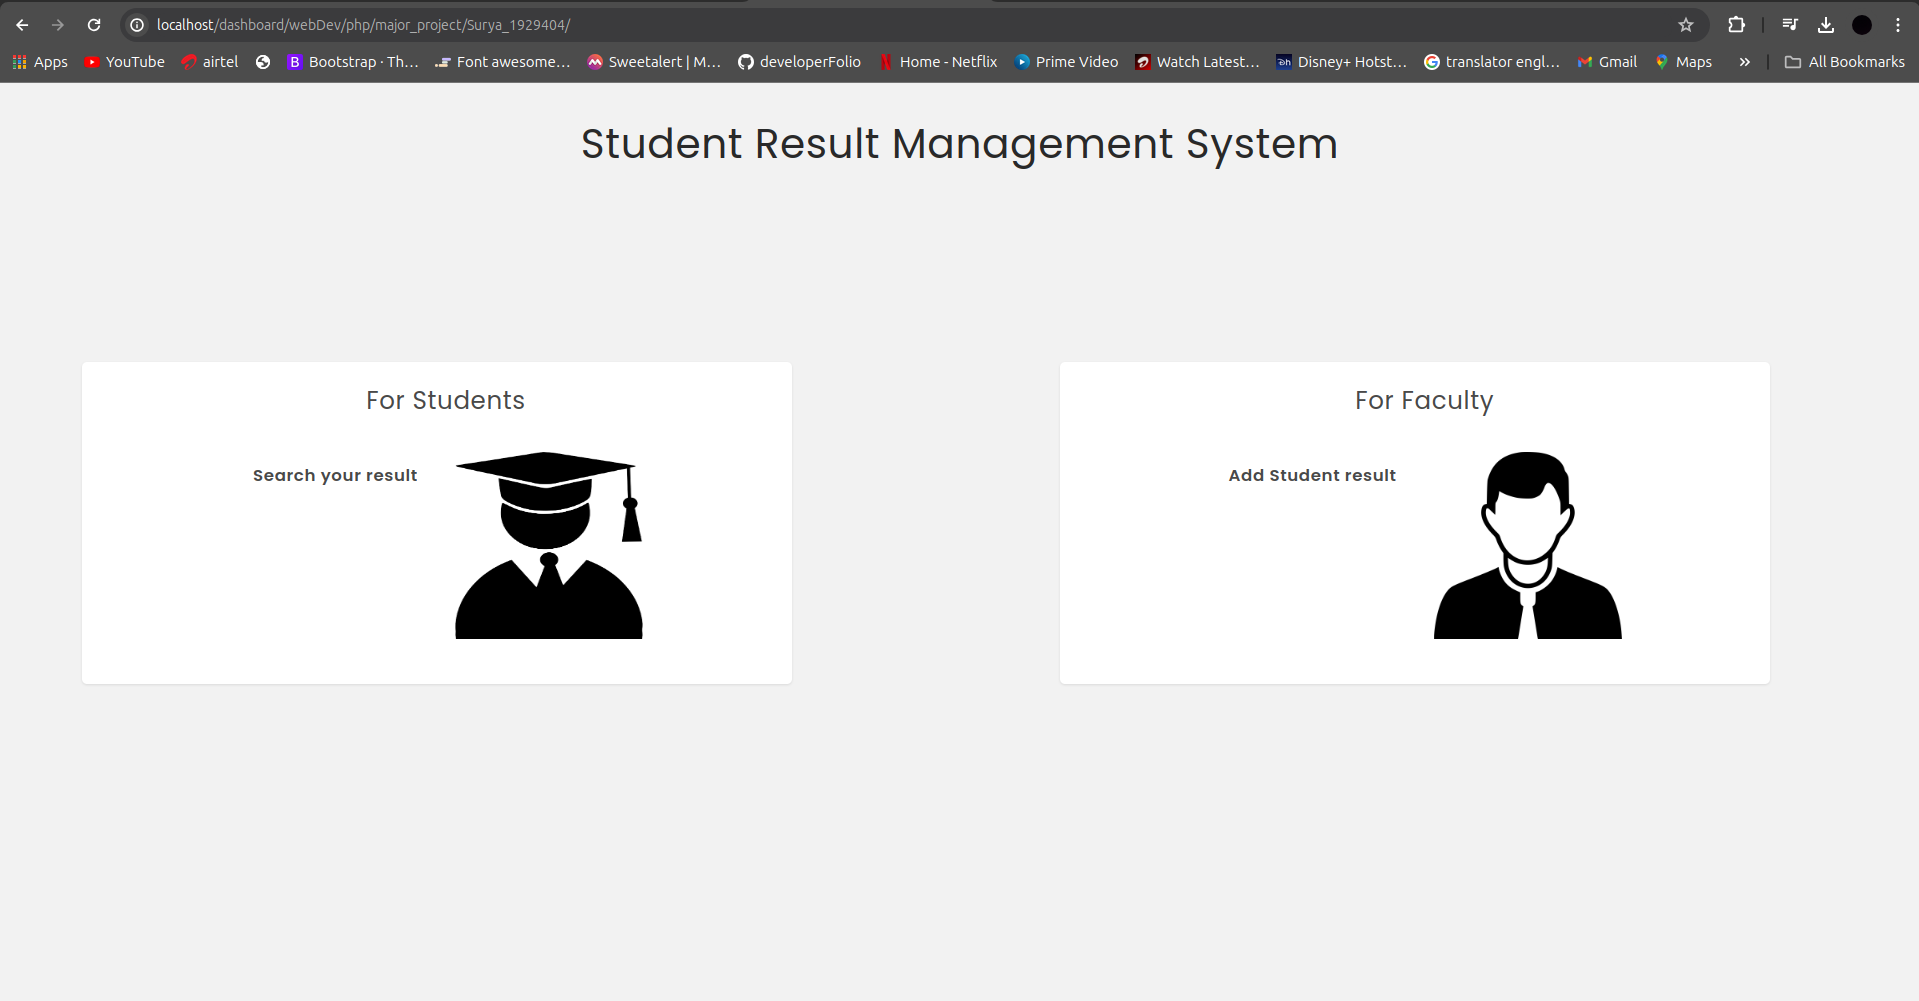 localhost/dashboard/webDev/php/major_project/Surya_1929404/
Apps YouTube airtel B Bootstrap · Th... Font awesome... Sweetalert | M... developerFolio Home - Netflix Prime Video Watch Latest... Disney+ Hotst... translator engl... Gmail Maps » All Bookmarks
Student Result Management System
For Students
Search your result
For Faculty
Add Student result